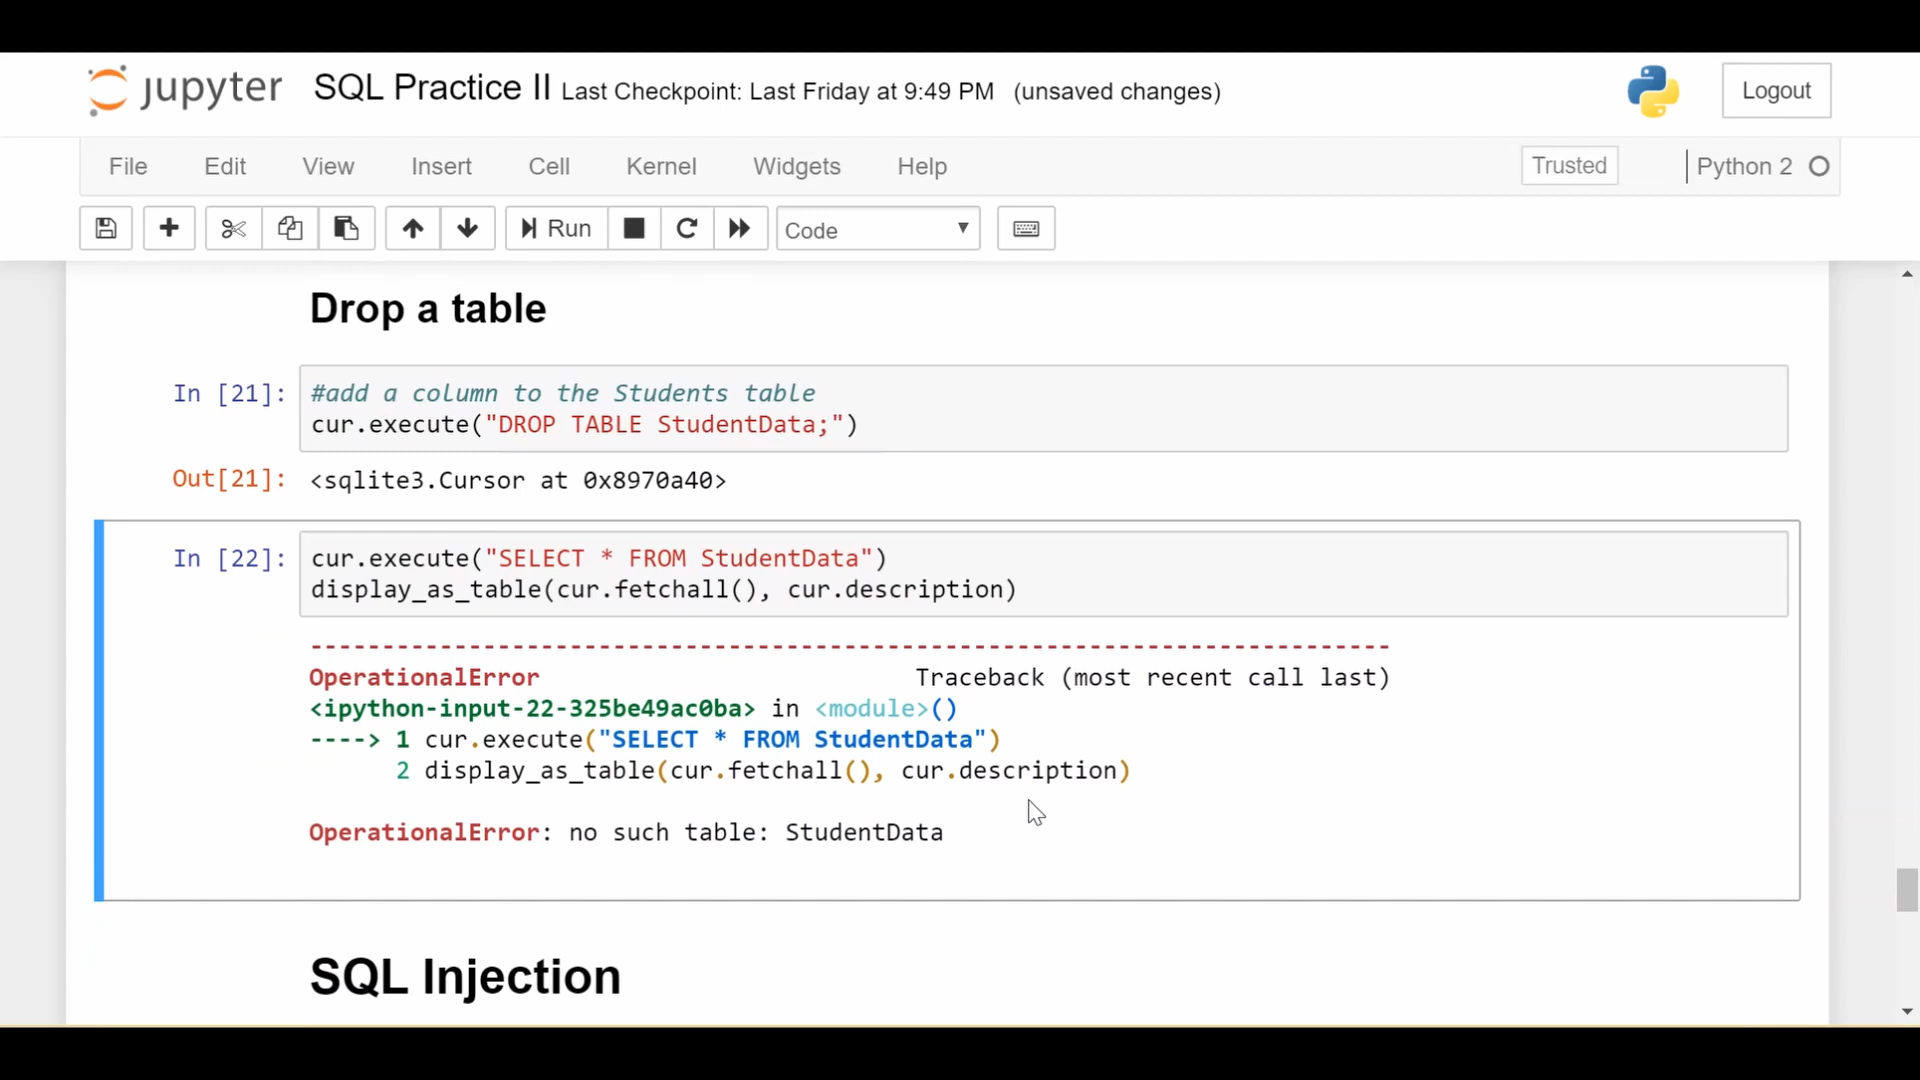 jupyter SQL Practice II Last Checkpoint: Last Friday at 9:49 PM (unsaved changes) Logout
File Edit View Insert Cell Kernel Widgets Help Trusted Python 2
Run Code
Drop a table
In [21]: #add a column to the Students table
cur.execute("DROP TABLE StudentData;")
Out[21]: <sqlite3.Cursor at 0x8970a40>
In [22]: cur.execute("SELECT * FROM StudentData")
display_as_table(cur.fetchall(), cur.description)
---------------------------------------------------------------------------
OperationalError Traceback (most recent call last)
<ipython-input-22-325be49ac0ba> in <module>()
----> 1 cur.execute("SELECT * FROM StudentData")
2 display_as_table(cur.fetchall(), cur.description)
OperationalError: no such table: StudentData
SQL Injection